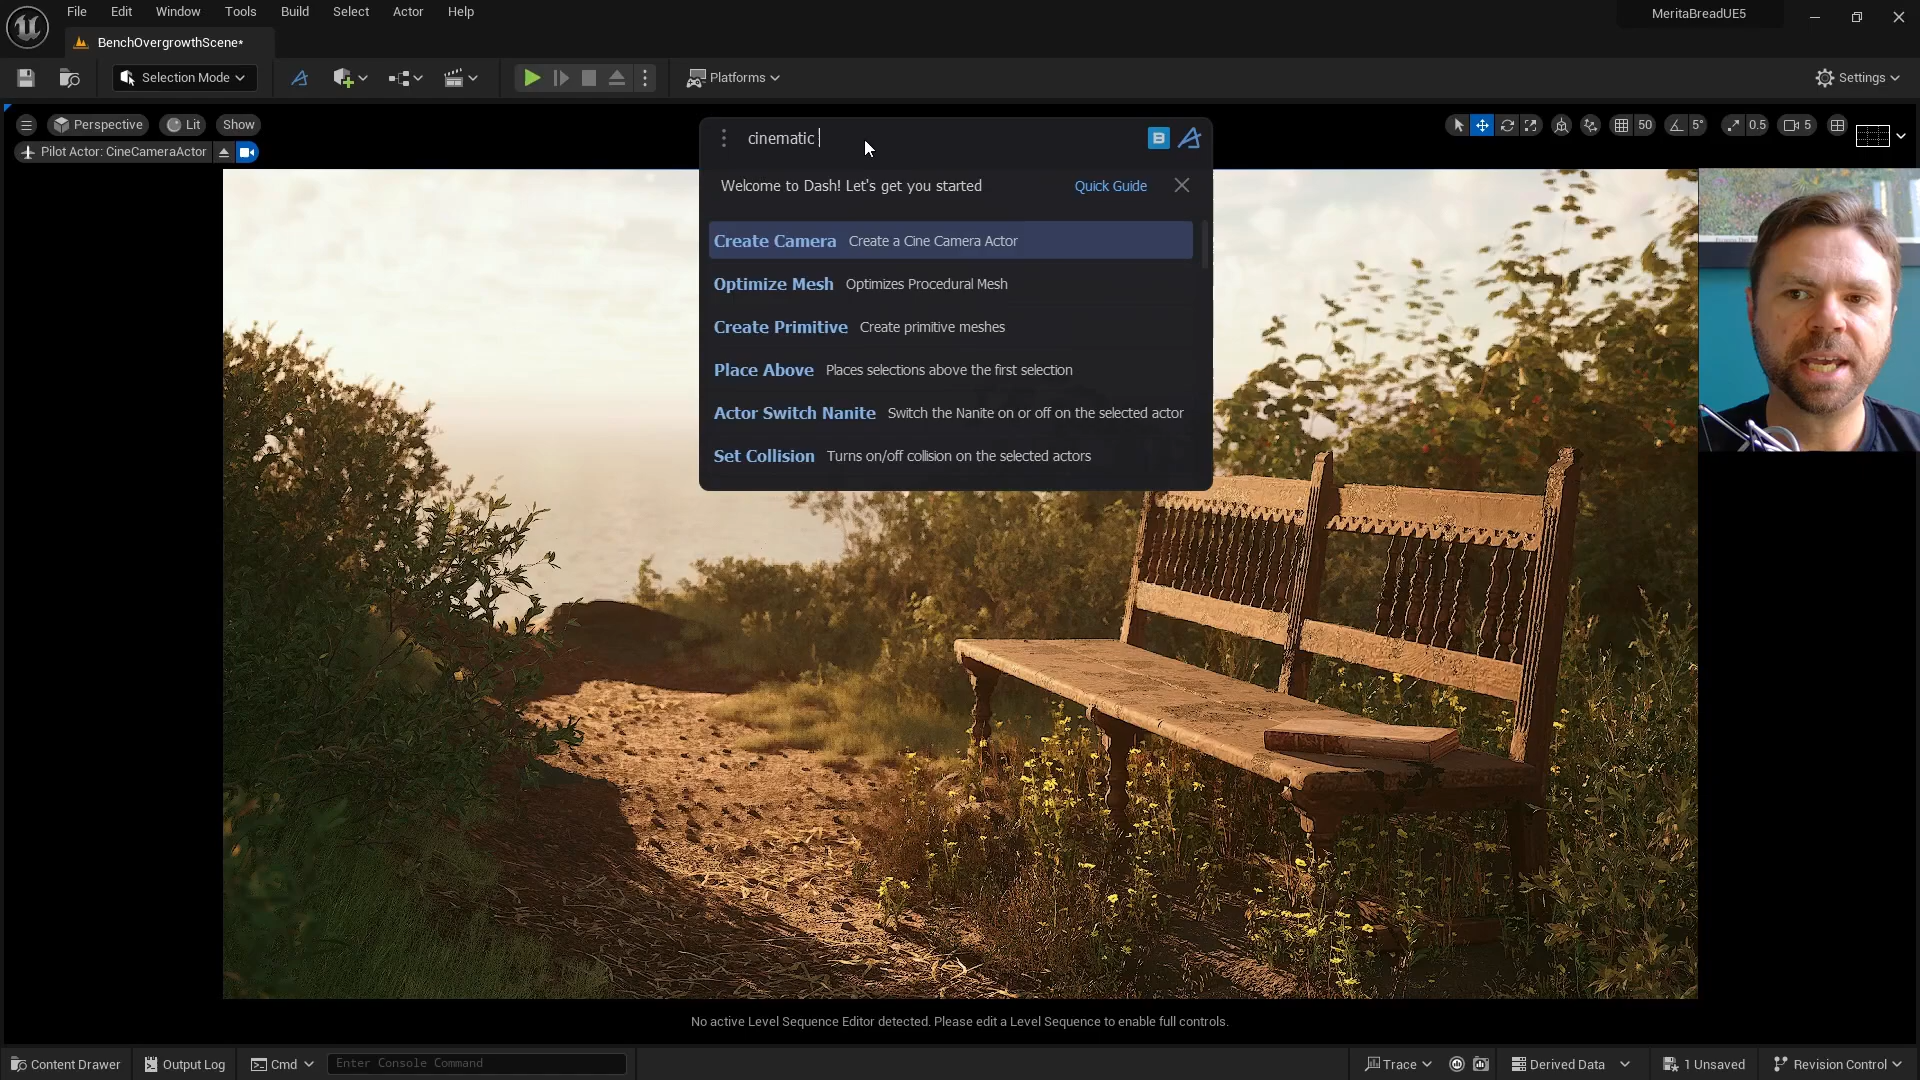 File Edit Window Tools Build Select Actor Help
MeritaBreadUE5
BenchOvergrowthScene*
Selection Mode
Platforms
Settings
Perspective Lit Show
50 5° 0.5 5
Pilot Actor: CineCameraActor
cinematic
B
Welcome to Dash! Let's get you started Quick Guide
Create Camera Create a Cine Camera Actor
Optimize Mesh Optimizes Procedural Mesh
Create Primitive Create primitive meshes
Place Above Places selections above the first selection
Actor Switch Nanite Switch the Nanite on or off on the selected actor
Set Collision Turns on/off collision on the selected actors
No active Level Sequence Editor detected. Please edit a Level Sequence to enable full controls.
Content Drawer Output Log Cmd Enter Console Command Trace Derived Data 1 Unsaved Revision Control